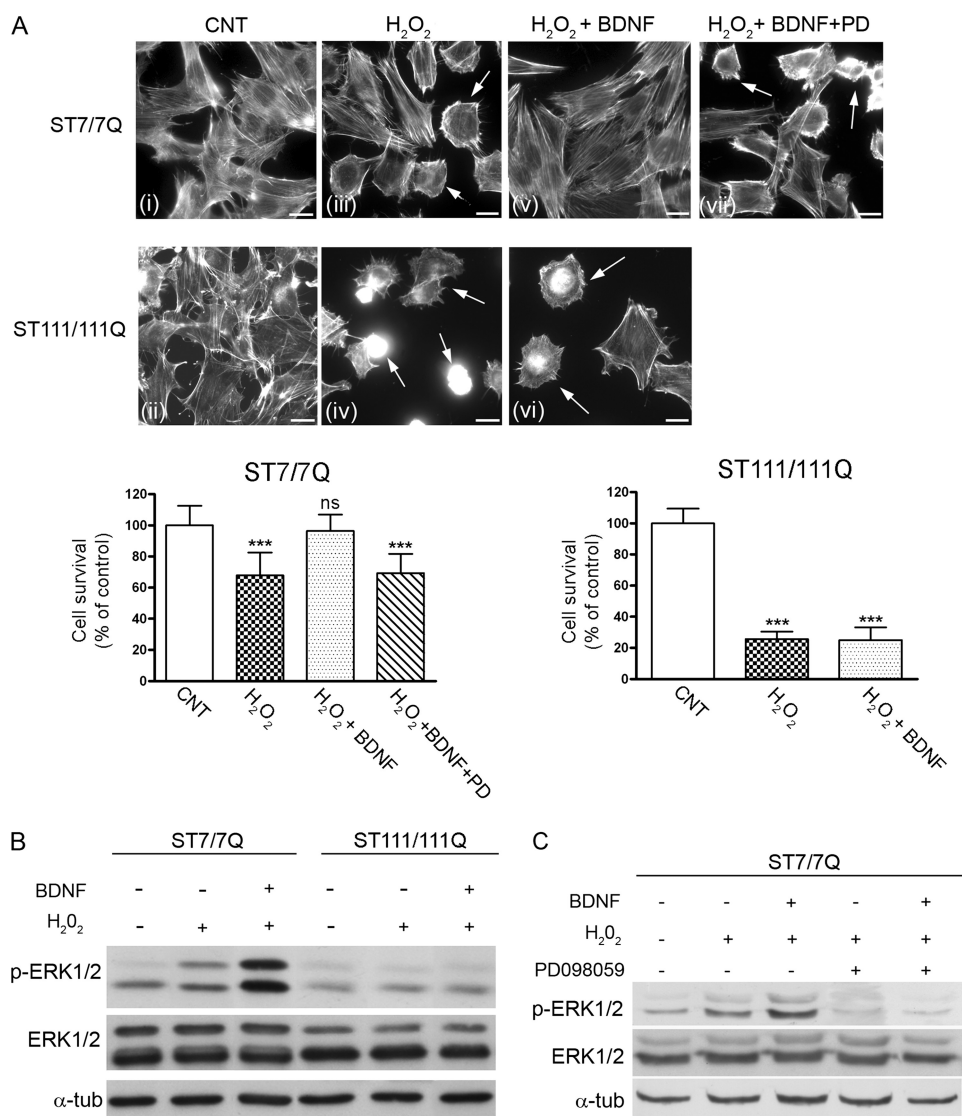 A
CNT
H₂O₂
H₂O₂ + BDNF
H₂O₂+ BDNF+PD
ST7/7Q
(i)
(iii)
(v)
(vii)
ST111/111Q
(ii)
(iv)
(vi)
ST7/7Q
Cell survival
(% of control)
120
100
80
60
40
20
0
***
ns
***
CNT
H₂O₂
H₂O₂+ BDNF
H₂O₂+BDNF+PD
ST111/111Q
Cell survival
(% of control)
120
100
80
60
40
20
0
***
***
CNT
H₂O₂
H₂O₂+ BDNF
B
ST7/7Q ST111/111Q
BDNF - - + - - +
H₂0₂ - + + - + +
p-ERK1/2
ERK1/2
α-tub
C
ST7/7Q
BDNF - - + - +
H₂0₂ - + + + +
PD098059 - - - + +
p-ERK1/2
ERK1/2
α-tub